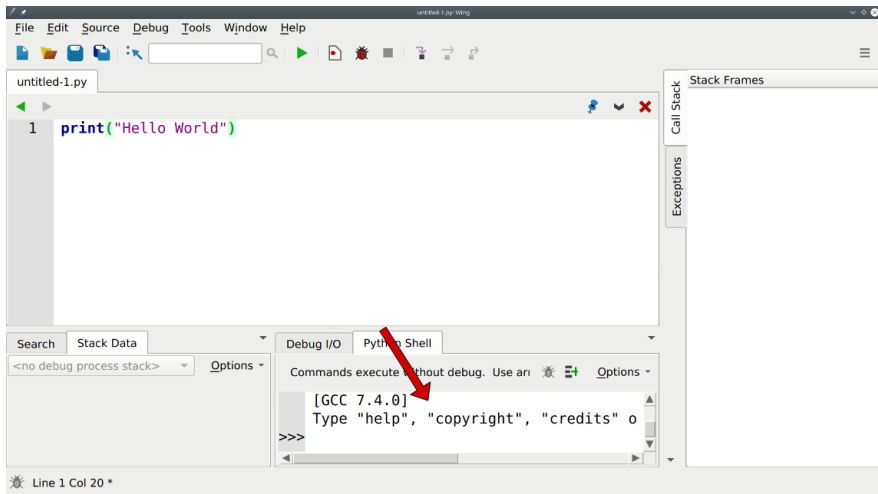 untitled-1.py: Wing
File Edit Source Debug Tools Window Help
untitled-1.py
Stack Frames
Call Stack
Exceptions
1 print("Hello World")
Search Stack Data
<no debug process stack> Options
Debug I/O Python Shell
Commands execute without debug. Use arı Options
[GCC 7.4.0]
Type "help", "copyright", "credits" o
>>>
Line 1 Col 20 *